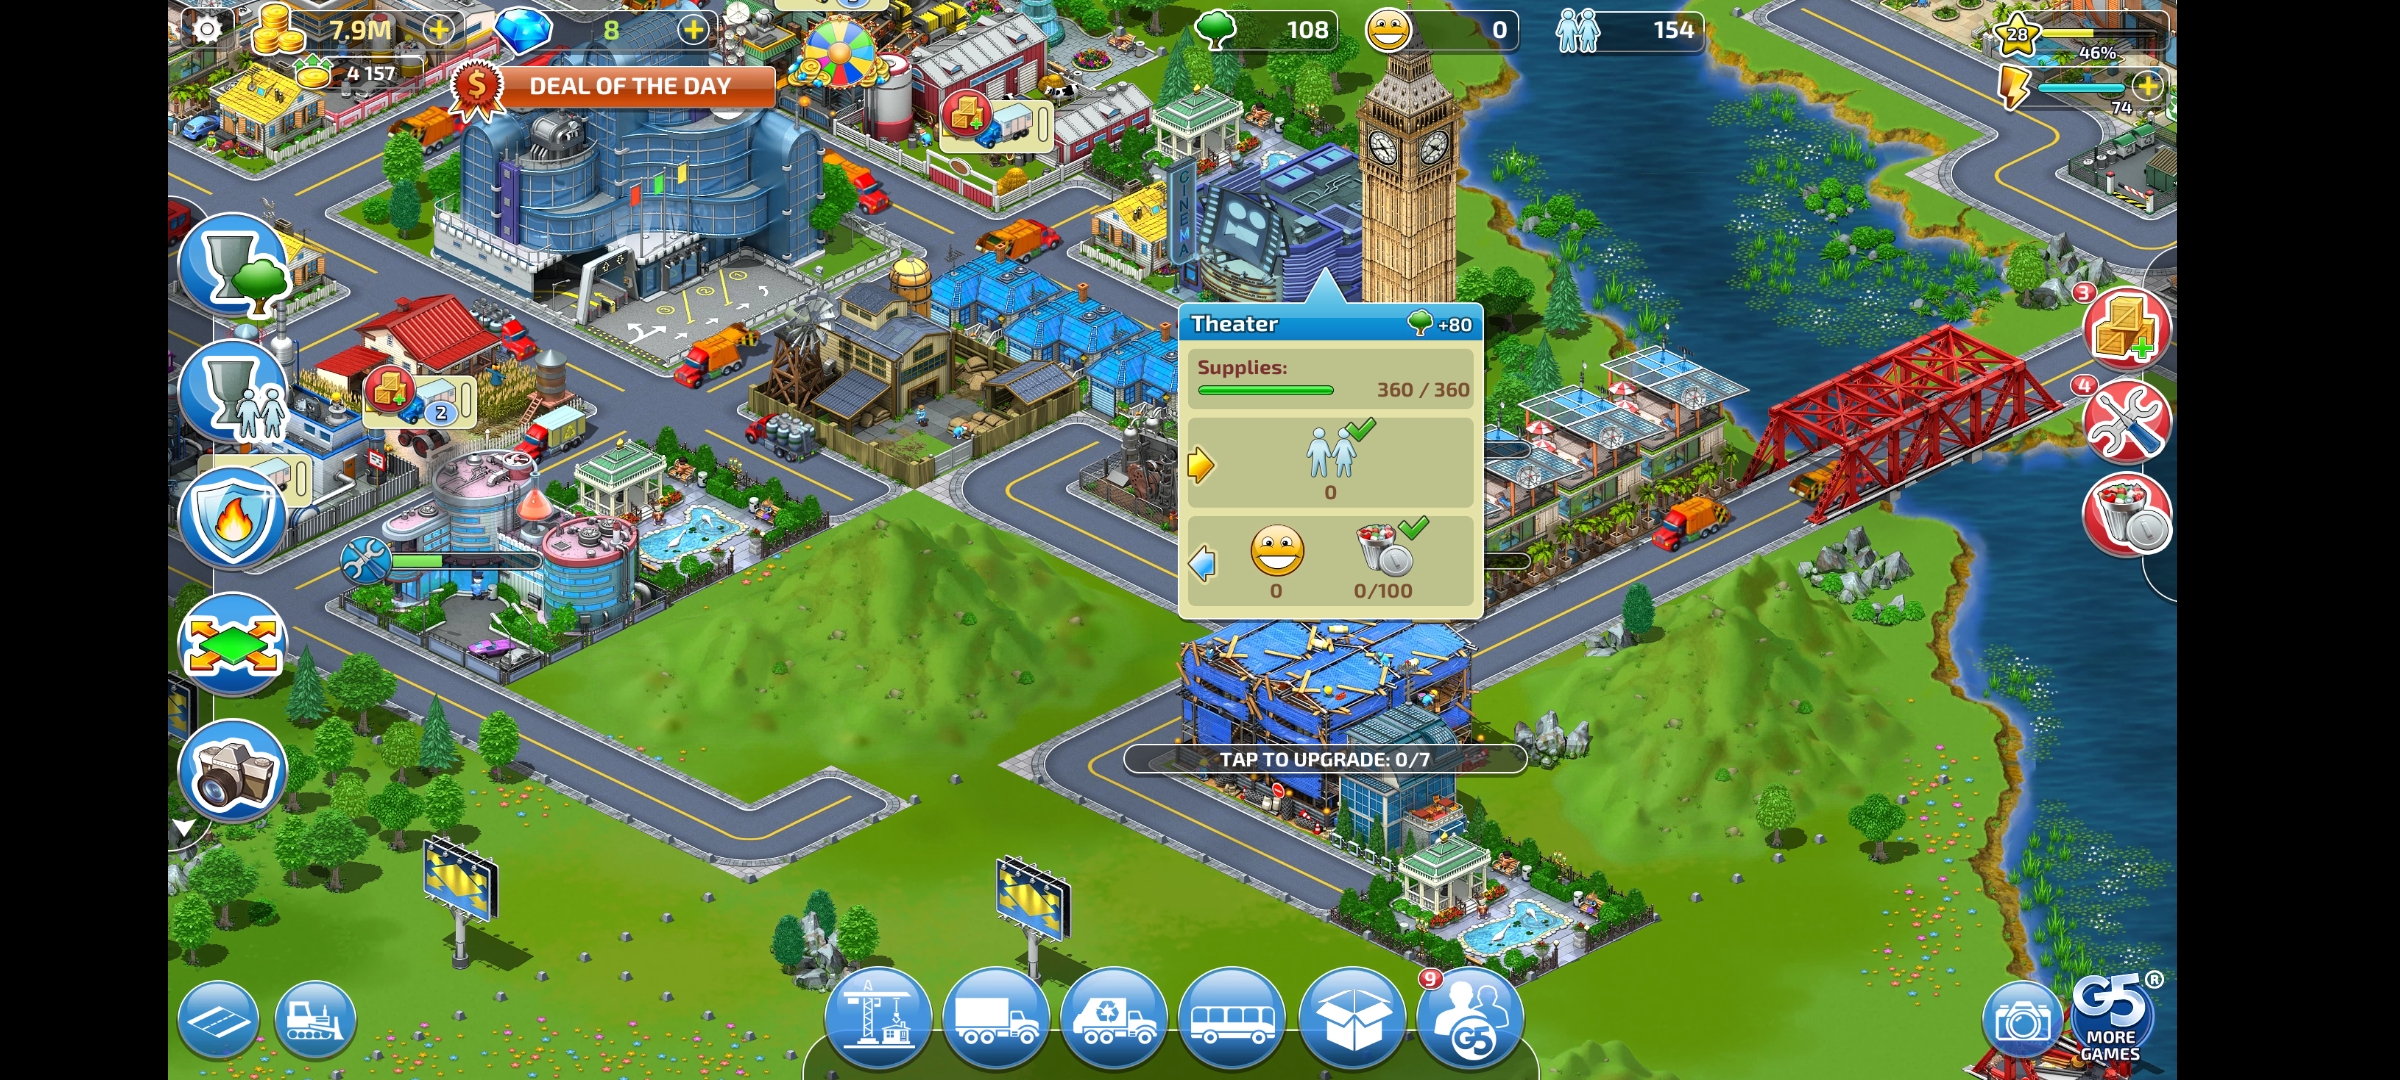 7.9M
8
108
0
154
28
46%
4 157
DEAL OF THE DAY
74
CINEMA
Theater
+80
3
Supplies:
360 / 360
4
2
0
0
0/100
TAP TO UPGRADE: 0/7
9
G5
G5®
MORE
GAMES